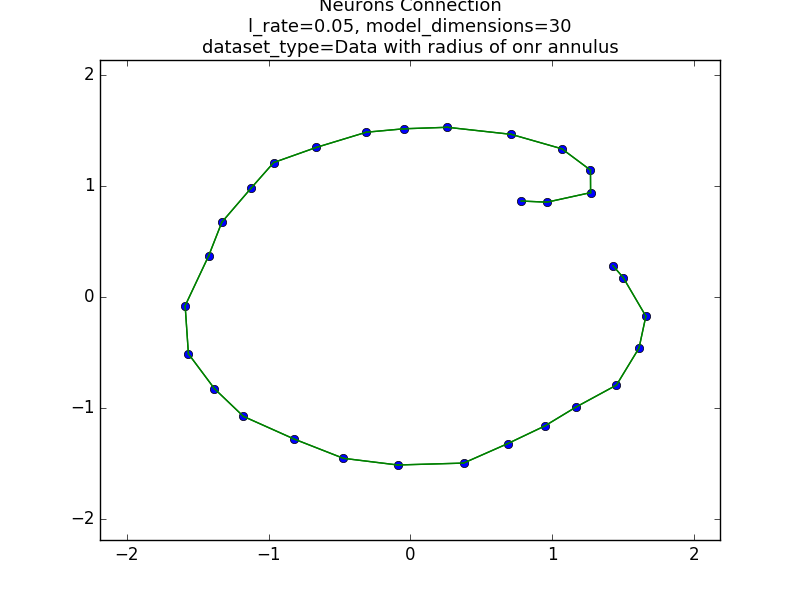 Neurons Connection
l_rate=0.05, model_dimensions=30
dataset_type=Data with radius of onr annulus
2
1
0
−1
−2
−2 −1 0 1 2